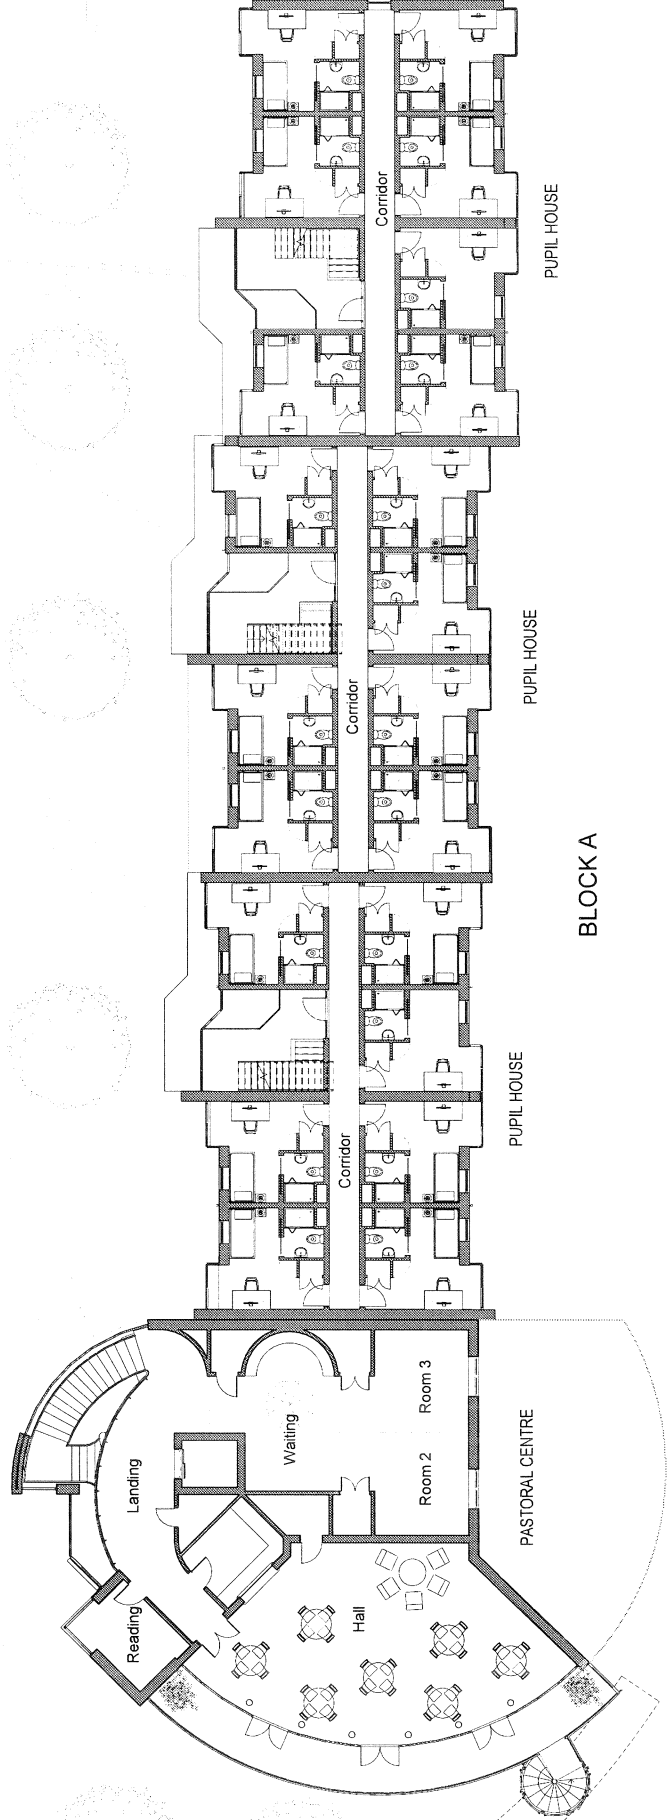 Corridor
PUPIL HOUSE
Corridor
PUPIL HOUSE
BLOCK A
Corridor
PUPIL HOUSE
Room 3
Waiting
Landing
Room 2
PASTORAL CENTRE
Reading
Hall